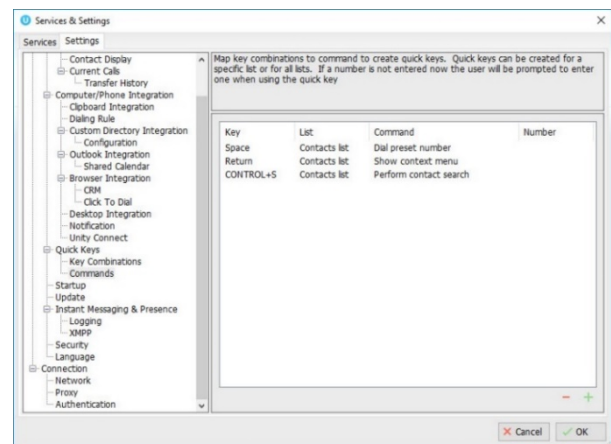 Services & Settings
Services Settings
Contact Display
Current Calls
Transfer History
Computer/Phone Integration
Clipboard Integration
Dialing Rule
Custom Directory Integration
Configuration
Outlook Integration
Shared Calendar
Browser Integration
CRM
Click To Dial
Desktop Integration
Notification
Unity Connect
Quick Keys
Key Combinations
Commands
Startup
Update
Instant Messaging & Presence
Logging
XMPP
Security
Language
Connection
Network
Proxy
Authentication
Map key combinations to command to create quick keys. Quick keys can be created for a
specific list or for all lists. If a number is not entered now the user will be prompted to enter
one when using the quick key
Key List Command Number
Space Contacts list Dial preset number
Return Contacts list Show context menu
CONTROL+S Contacts list Perform contact search
Cancel OK